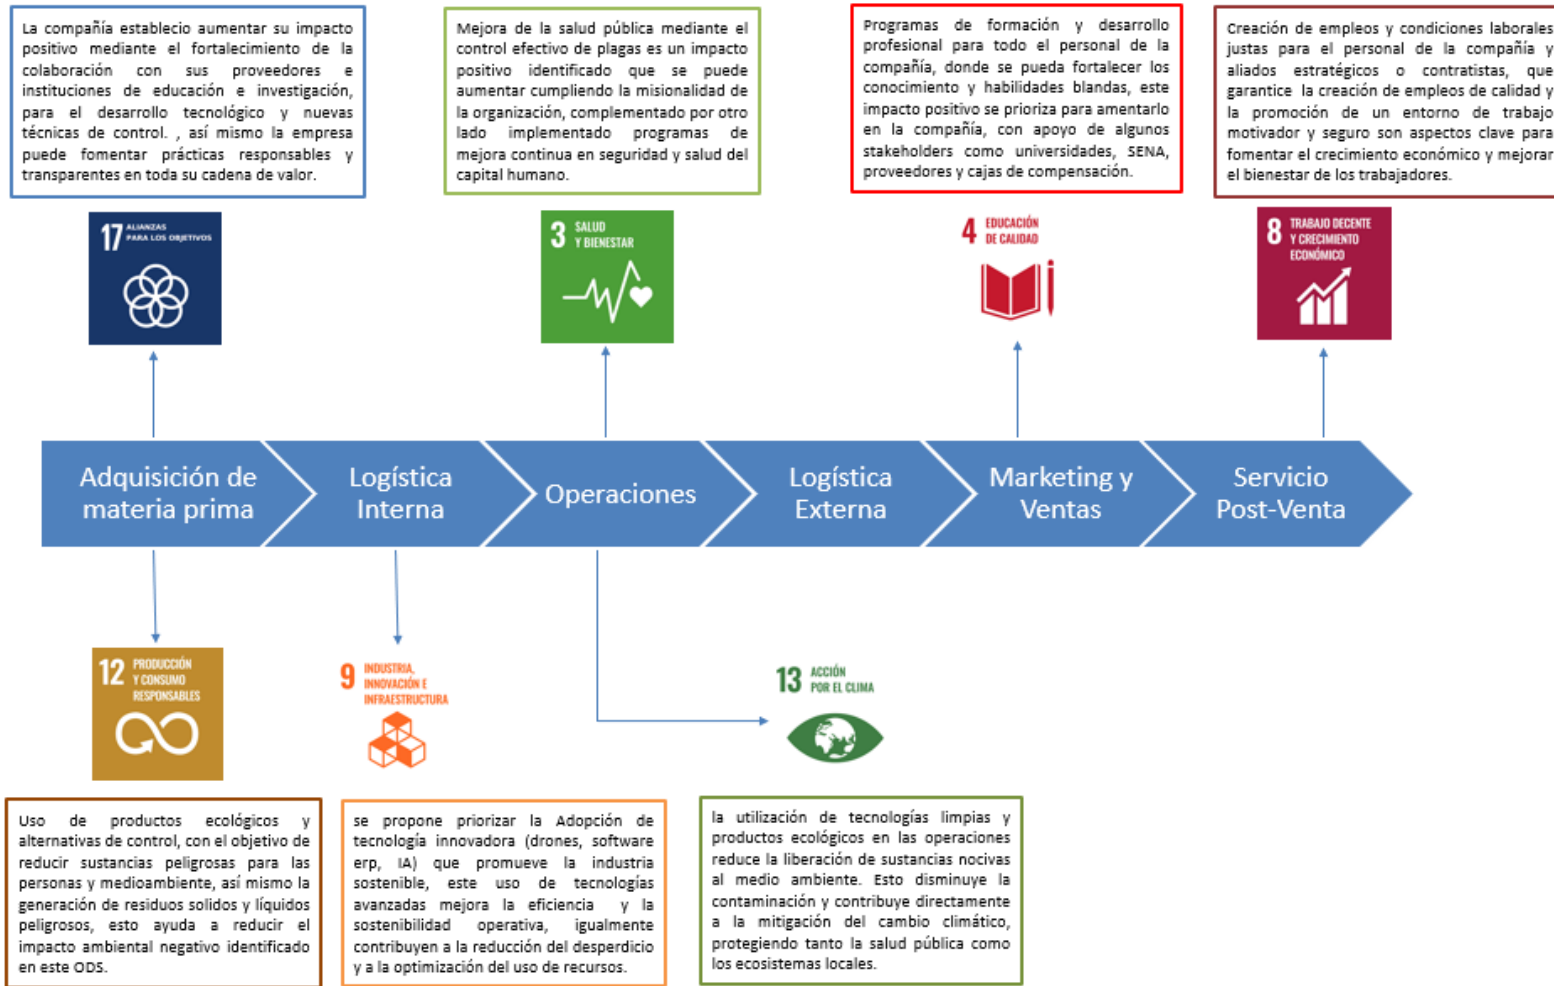 La compañía establecio aumentar su impacto
positivo mediante el fortalecimiento de la
colaboración con sus proveedores e
instituciones de educación e investigación,
para el desarrollo tecnológico y nuevas
técnicas de control. , así mismo la empresa
puede fomentar prácticas responsables y
transparentes en toda su cadena de valor.
Mejora de la salud pública mediante el
control efectivo de plagas es un impacto
positivo identificado que se puede
aumentar cumpliendo la misionalidad de
la organización, complementado por otro
lado implementado programas de
mejora continua en seguridad y salud del
capital humano.
Programas de formación y desarrollo
profesional para todo el personal de la
compañía, donde se pueda fortalecer los
conocimiento y habilidades blandas, este
impacto positivo se prioriza para amentarlo
en la compañía, con apoyo de algunos
stakeholders como universidades, SENA,
proveedores y cajas de compensación.
Creación de empleos y condiciones laborales
justas para el personal de la compañía y
aliados estratégicos o contratistas, que
garantice la creación de empleos de calidad y
la promoción de un entorno de trabajo
motivador y seguro son aspectos clave para
fomentar el crecimiento económico y mejorar
el bienestar de los trabajadores.
17 ALIANZAS
PARA LOS OBJETIVOS
3 SALUD
Y BIENESTAR
4 EDUCACIÓN
DE CALIDAD
8 TRABAJO DECENTE
Y CRECIMIENTO
ECONÓMICO
Adquisición de
materia prima
Logística
Interna
Operaciones
Logística
Externa
Marketing y
Ventas
Servicio
Post-Venta
12 PRODUCCIÓN
Y CONSUMO
RESPONSABLES
9 INDUSTRIA,
INNOVACIÓN E
INFRAESTRUCTURA
13 ACCIÓN
POR EL CLIMA
Uso de productos ecológicos y
alternativas de control, con el objetivo de
reducir sustancias peligrosas para las
personas y medioambiente, así mismo la
generación de residuos solidos y líquidos
peligrosos, esto ayuda a reducir el
impacto ambiental negativo identificado
en este ODS.
se propone priorizar la Adopción de
tecnología innovadora (drones, software
erp, IA) que promueve la industria
sostenible, este uso de tecnologías
avanzadas mejora la eficiencia y la
sostenibilidad operativa, igualmente
contribuyen a la reducción del desperdicio
y a la optimización del uso de recursos.
la utilización de tecnologías limpias y
productos ecológicos en las operaciones
reduce la liberación de sustancias nocivas
al medio ambiente. Esto disminuye la
contaminación y contribuye directamente
a la mitigación del cambio climático,
protegiendo tanto la salud pública como
los ecosistemas locales.